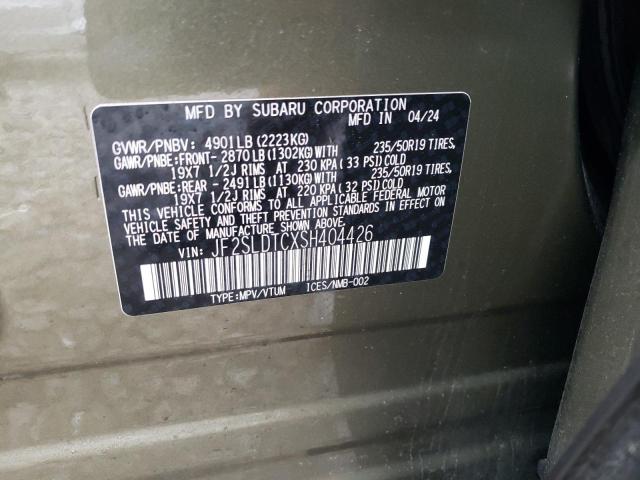 MFD BY SUBARU CORPORATION
MFD IN 04/24
GVWR/PNBV: 4901LB(2223KG)
GAWR/PNBE:FRONT-2870LB(1302KG)WITH 235/50R19 TIRES,
19X7 1/2J RIMS AT 230 KPA(33 PSI)COLD
GAWR/PNBE:REAR -2491LB(1130KG)WITH 235/50R19 TIRES,
19X7 1/2J RIMS AT 220 KPA(32 PSI)COLD
THIS VEHICLE CONFORMS TO ALL APPLICABLE FEDERAL MOTOR
VEHICLE SAFETY AND THEFT PREVENTION STANDARDS IN EFFECT
ON THE DATE OF MANUFACTURE SHOWN ABOVE.
VIN: JF2SLDTCXSH404426
TYPE:MPV/VTUM ICES/NMB-002